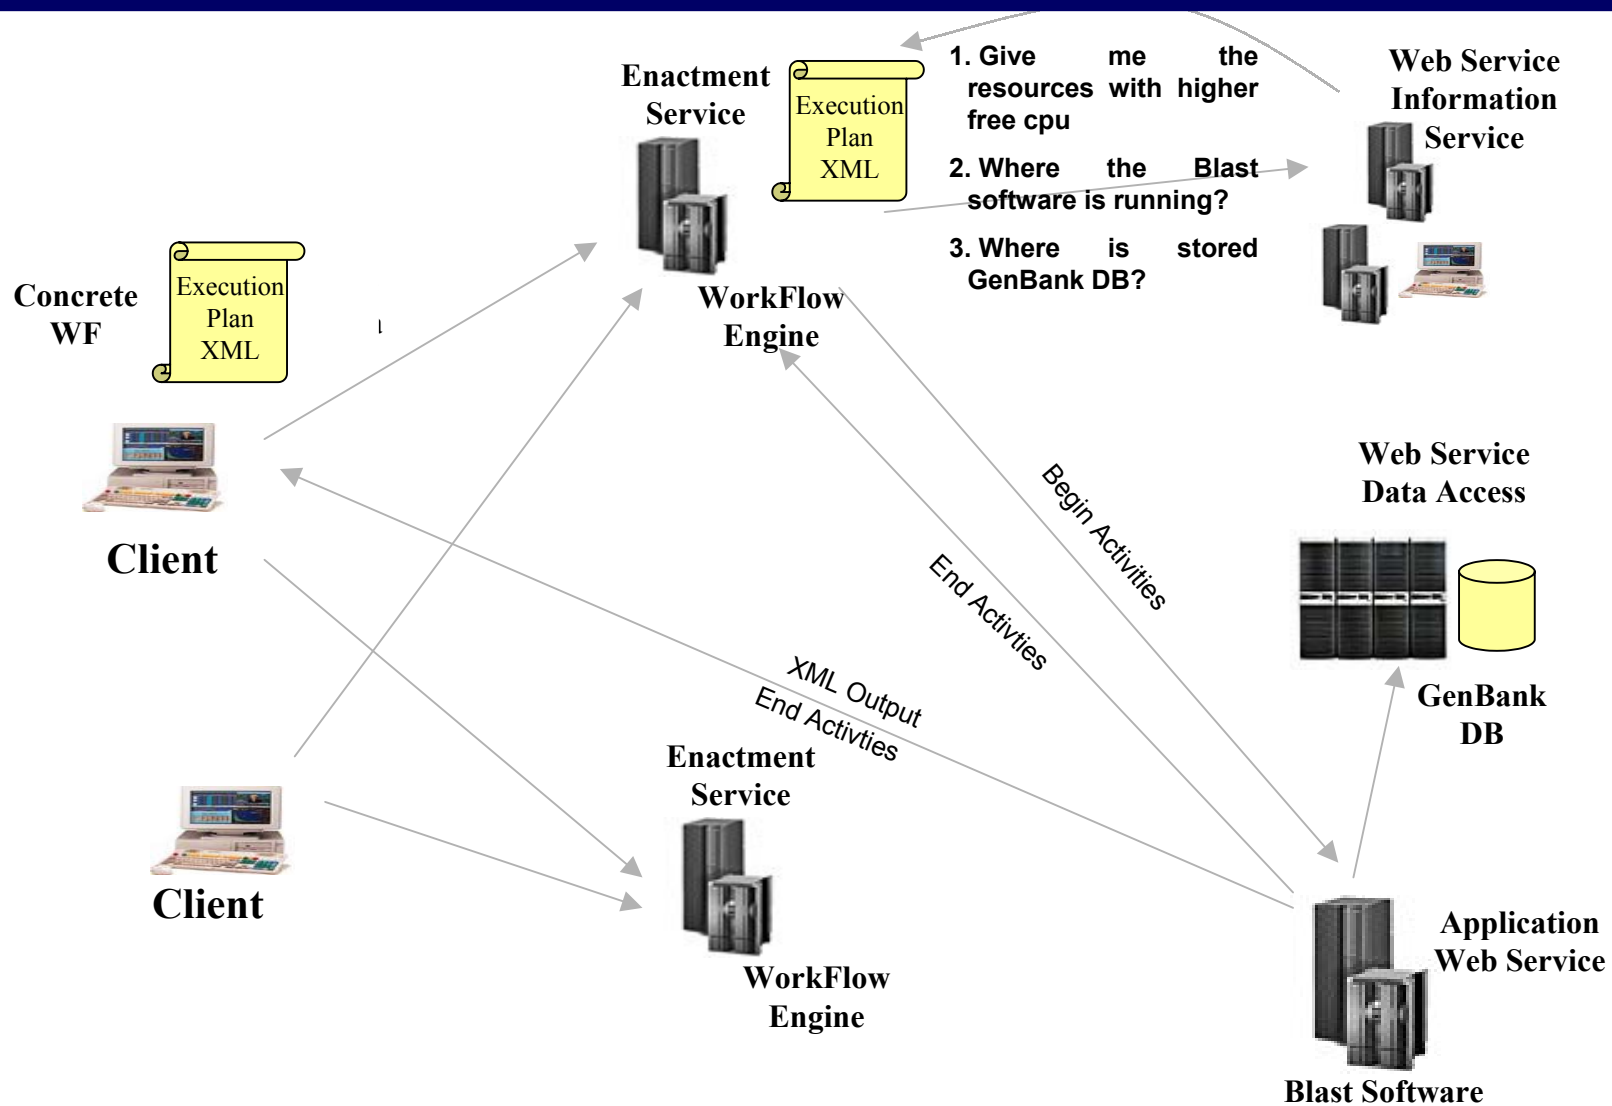 Enactment
Service
Execution
Plan
XML
1. Give me the
resources with higher
free cpu
2. Where the Blast
software is running?
3. Where is stored
GenBank DB?
Web Service
Information
Service
Concrete
WF
Execution
Plan
XML
WorkFlow
Engine
Client
Begin Activities
End Activties
XML Output
End Activties
Web Service
Data Access
GenBank
DB
Client
Enactment
Service
WorkFlow
Engine
Application
Web Service
Blast Software